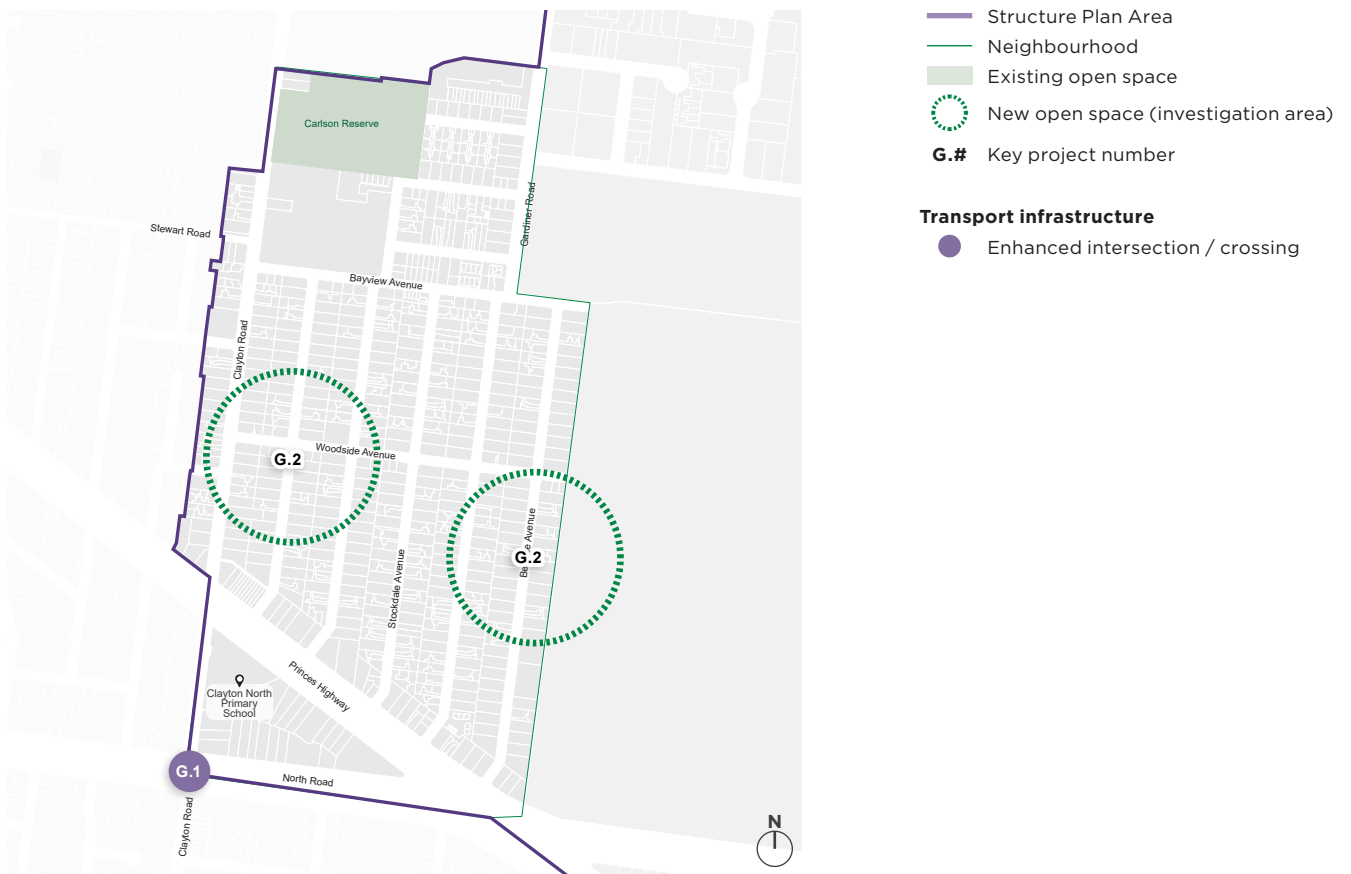 Structure Plan Area
Neighbourhood
Existing open space
New open space (investigation area)
G.# Key project number
Transport infrastructure
Enhanced intersection / crossing
Carlson Reserve
Gardiner Road
Stewart Road
Bayview Avenue
Clayton Road
Woodside Avenue
G.2
G.2
Avenue
Stockdale Avenue
Princes Highway
Clayton North
Primary
School
G.1
North Road
Clayton Road
N